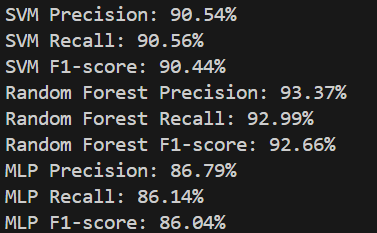 SVM Precision: 90.54%
SVM Recall: 90.56%
SVM F1-score: 90.44%
Random Forest Precision: 93.37%
Random Forest Recall: 92.99%
Random Forest F1-score: 92.66%
MLP Precision: 86.79%
MLP Recall: 86.14%
MLP F1-score: 86.04%